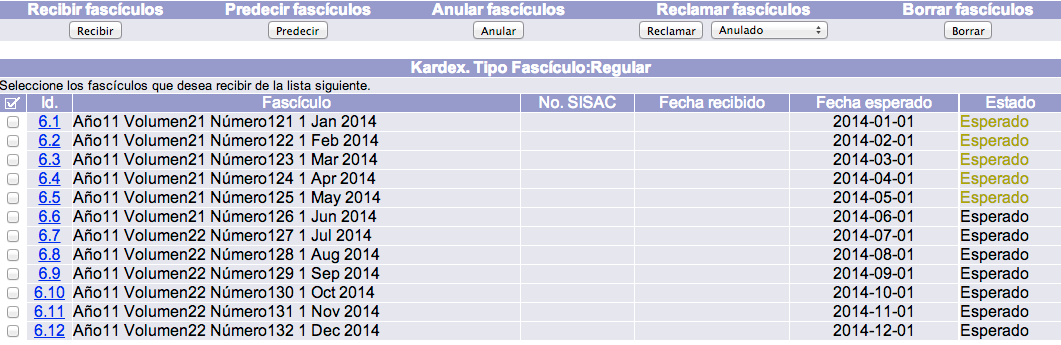 Recibir fascículos Predecir fascículos Anular fascículos Reclamar fascículos Borrar fascículos
Recibir Predecir Anular Reclamar Anulado Borrar
Kardex. Tipo Fascículo:Regular
Seleccione los fascículos que desea recibir de la lista siguiente.
Id. Fascículo No. SISAC Fecha recibido Fecha esperado Estado
6.1 Año11 Volumen21 Número121 1 Jan 2014 2014-01-01 Esperado
6.2 Año11 Volumen21 Número122 1 Feb 2014 2014-02-01 Esperado
6.3 Año11 Volumen21 Número123 1 Mar 2014 2014-03-01 Esperado
6.4 Año11 Volumen21 Número124 1 Apr 2014 2014-04-01 Esperado
6.5 Año11 Volumen21 Número125 1 May 2014 2014-05-01 Esperado
6.6 Año11 Volumen21 Número126 1 Jun 2014 2014-06-01 Esperado
6.7 Año11 Volumen22 Número127 1 Jul 2014 2014-07-01 Esperado
6.8 Año11 Volumen22 Número128 1 Aug 2014 2014-08-01 Esperado
6.9 Año11 Volumen22 Número129 1 Sep 2014 2014-09-01 Esperado
6.10 Año11 Volumen22 Número130 1 Oct 2014 2014-10-01 Esperado
6.11 Año11 Volumen22 Número131 1 Nov 2014 2014-11-01 Esperado
6.12 Año11 Volumen22 Número132 1 Dec 2014 2014-12-01 Esperado